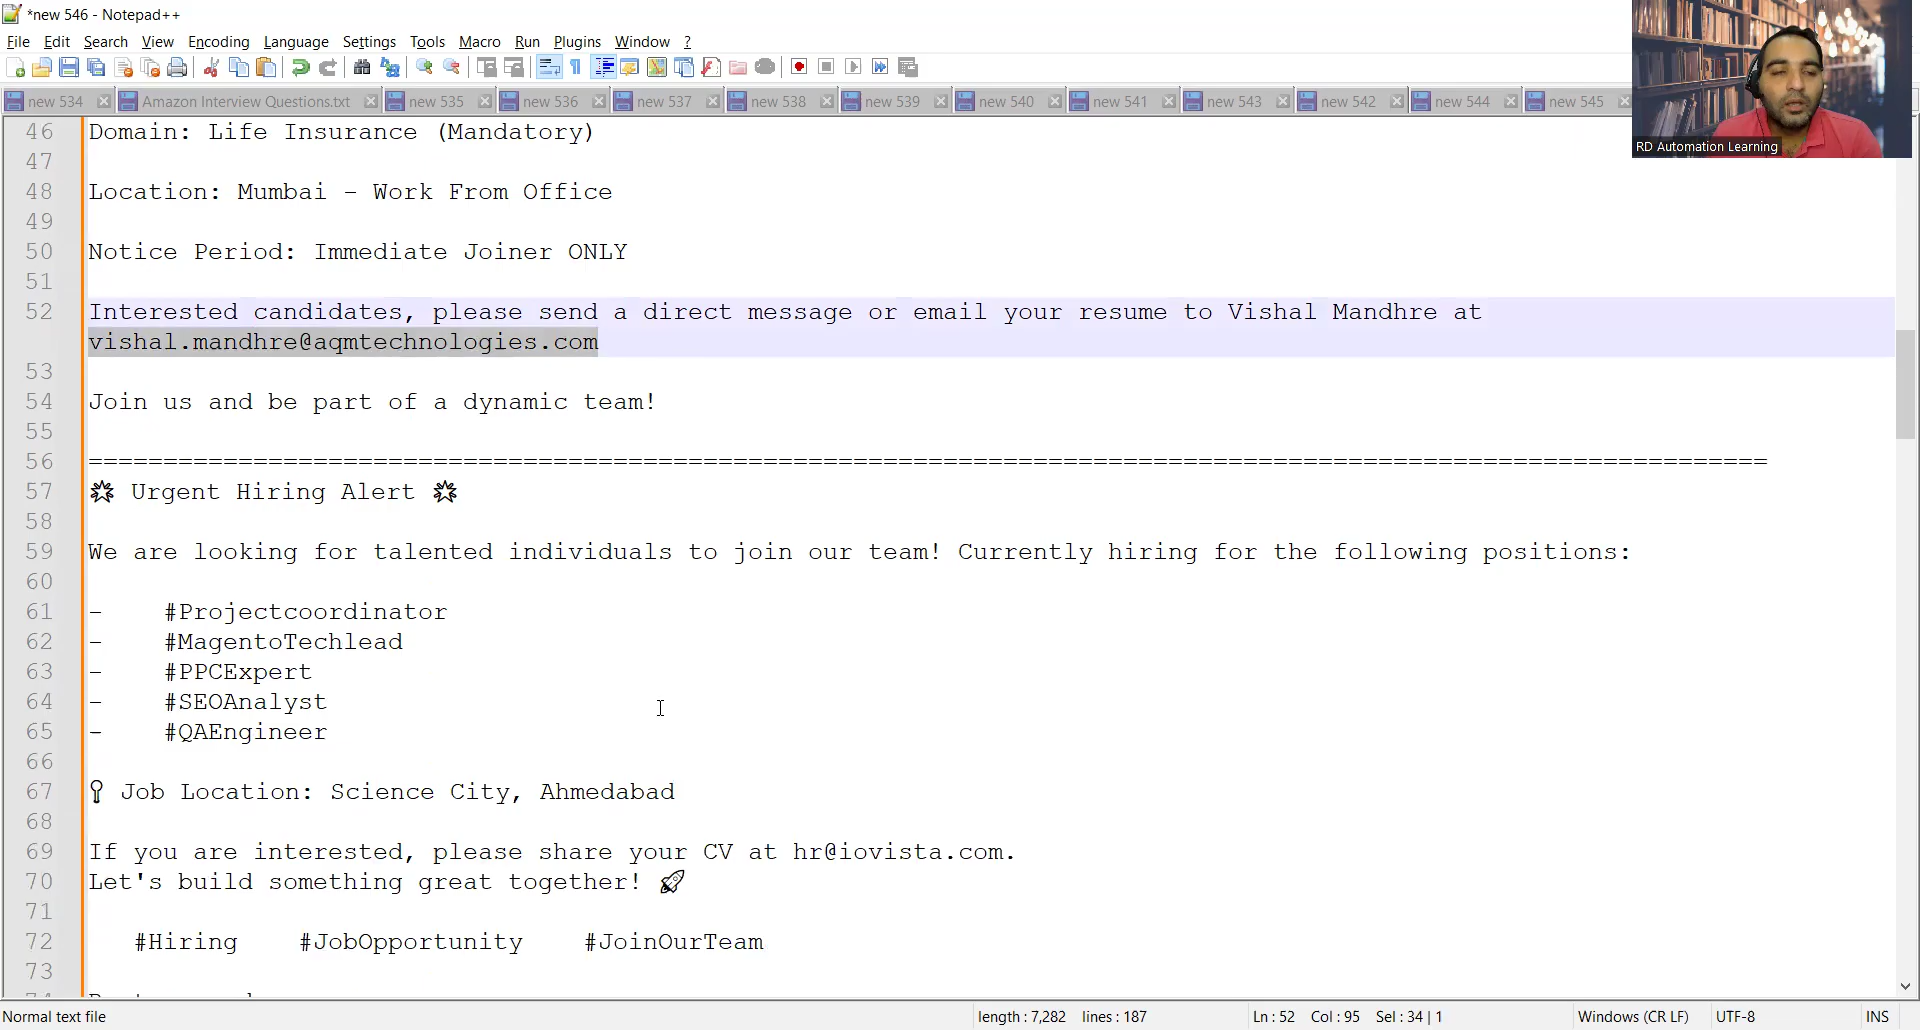 *new 546 - Notepad++
File Edit Search View Encoding Language Settings Tools Macro Run Plugins Window ?
new 534 Amazon Interview Questions.txt new 535 new 536 new 537 new 538 new 539 new 540 new 541 new 543 new 542 new 544 new 545
RD Automation Learning
46 Domain: Life Insurance (Mandatory)
47
48 Location: Mumbai – Work From Office
49
50 Notice Period: Immediate Joiner ONLY
51
52 Interested candidates, please send a direct message or email your resume to Vishal Mandhre at
vishal.mandhre@aqmtechnologies.com
53
54 Join us and be part of a dynamic team!
55
56 ================================================================================================================
57 🌟 Urgent Hiring Alert 🌟
58
59 We are looking for talented individuals to join our team! Currently hiring for the following positions:
60
61 - #Projectcoordinator
62 - #MagentoTechlead
63 - #PPCExpert
64 - #SEOAnalyst
65 - #QAEngineer
66
67 📍 Job Location: Science City, Ahmedabad
68
69 If you are interested, please share your CV at hr@iovista.com.
70 Let's build something great together! 🚀
71
72 #Hiring #JobOpportunity #JoinOurTeam
73
Normal text file length : 7,282 lines : 187 Ln : 52 Col : 95 Sel : 34 | 1 Windows (CR LF) UTF-8 INS